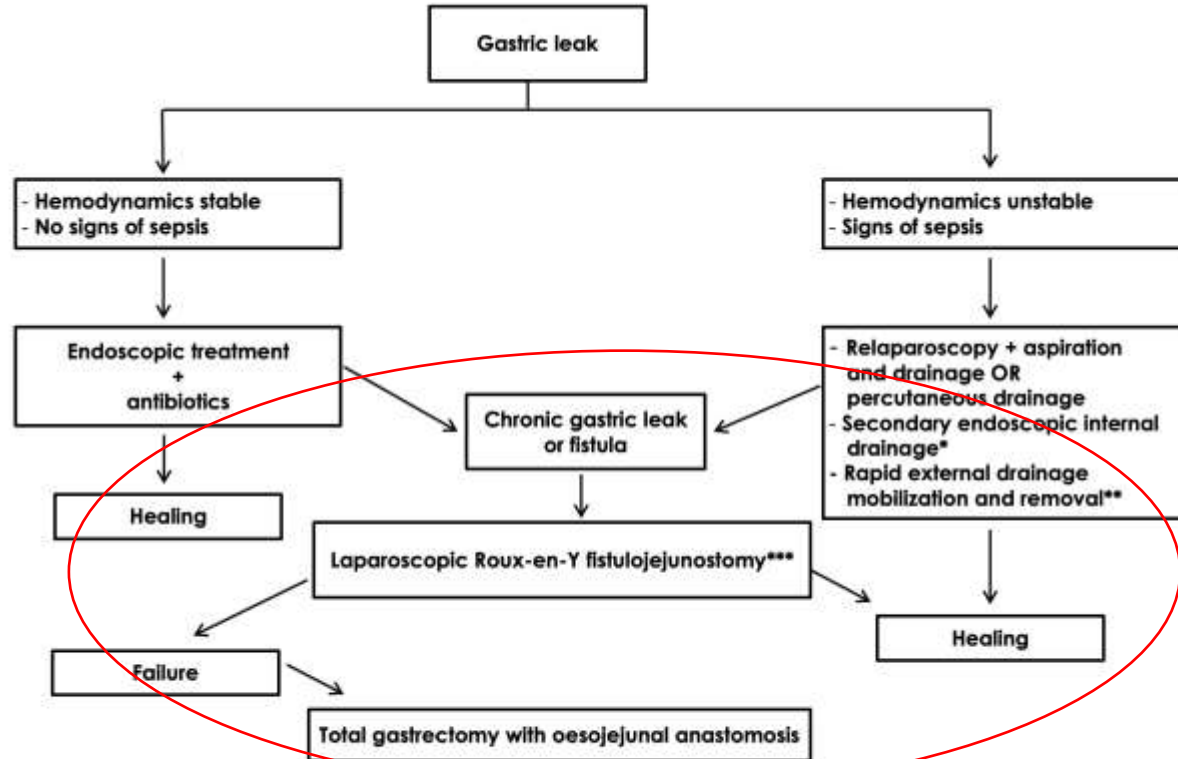 Gastric leak
- Hemodynamics stable
- No signs of sepsis
- Hemodynamics unstable
- Signs of sepsis
Endoscopic treatment
+
antibiotics
- Relaparoscopy + aspiration
and drainage OR
percutaneous drainage
- Secondary endoscopic internal
drainage*
- Rapid external drainage
mobilization and removal**
Chronic gastric leak
or fistula
Healing
Laparoscopic Roux-en-Y fistulojejunostomy***
Healing
Failure
Total gastrectomy with oesojejunal anastomosis